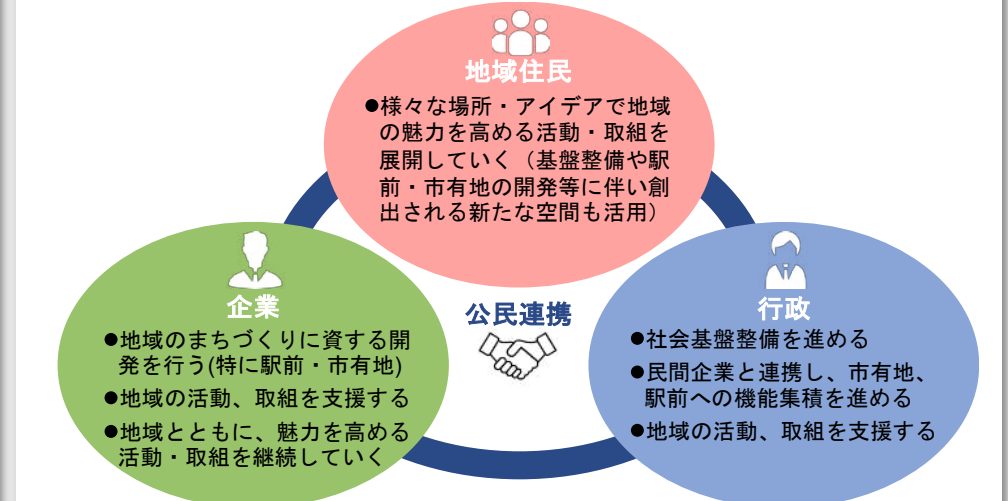 地域住民
●様々な場所・アイデアで地域
の魅力を高める活動・取組を
展開していく（基盤整備や駅
前・市有地の開発等に伴い創
出される新たな空間も活用）
公民連携
企業
●地域のまちづくりに資する開
発を行う(特に駅前・市有地)
●地域の活動、取組を支援する
●地域とともに、魅力を高める
活動・取組を継続していく
行政
●社会基盤整備を進める
●民間企業と連携し、市有地、
駅前への機能集積を進める
●地域の活動、取組を支援する